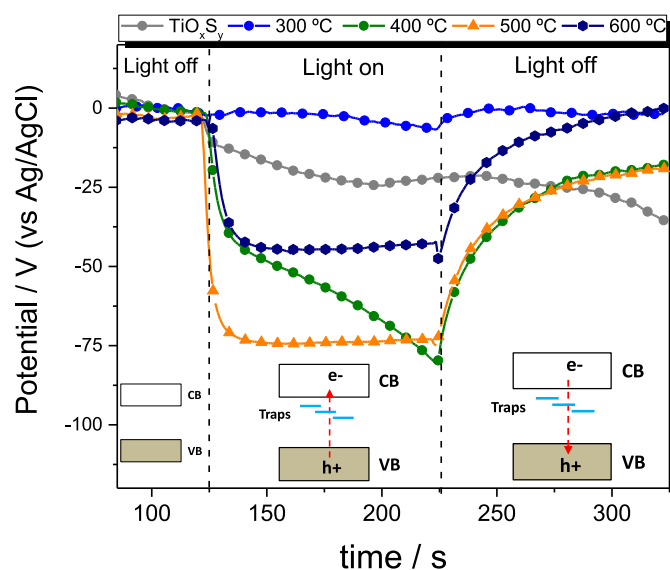 TiOxSy 300 ºC 400 ºC 500 ºC 600 ºC
Light off Light on Light off
0
-25
-50
-75
-100
Potential / V (vs Ag/AgCl)
CB
VB
e-
CB
Traps
h+
VB
e-
CB
Traps
h+
VB
100 150 200 250 300
time / s